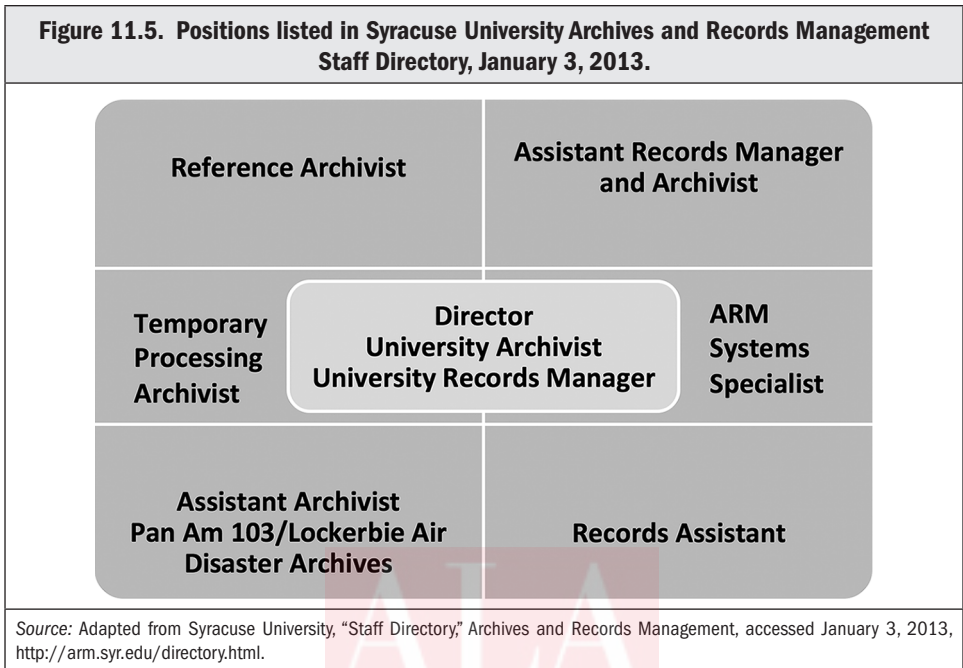 Figure 11.5. Positions listed in Syracuse University Archives and Records Management
Staff Directory, January 3, 2013.
Reference Archivist
Assistant Records Manager
and Archivist
Temporary
Processing
Archivist
Director
University Archivist
University Records Manager
ARM
Systems
Specialist
Assistant Archivist
Pan Am 103/Lockerbie Air
Disaster Archives
Records Assistant
ALA
Source: Adapted from Syracuse University, “Staff Directory,” Archives and Records Management, accessed January 3, 2013,
http://arm.syr.edu/directory.html.